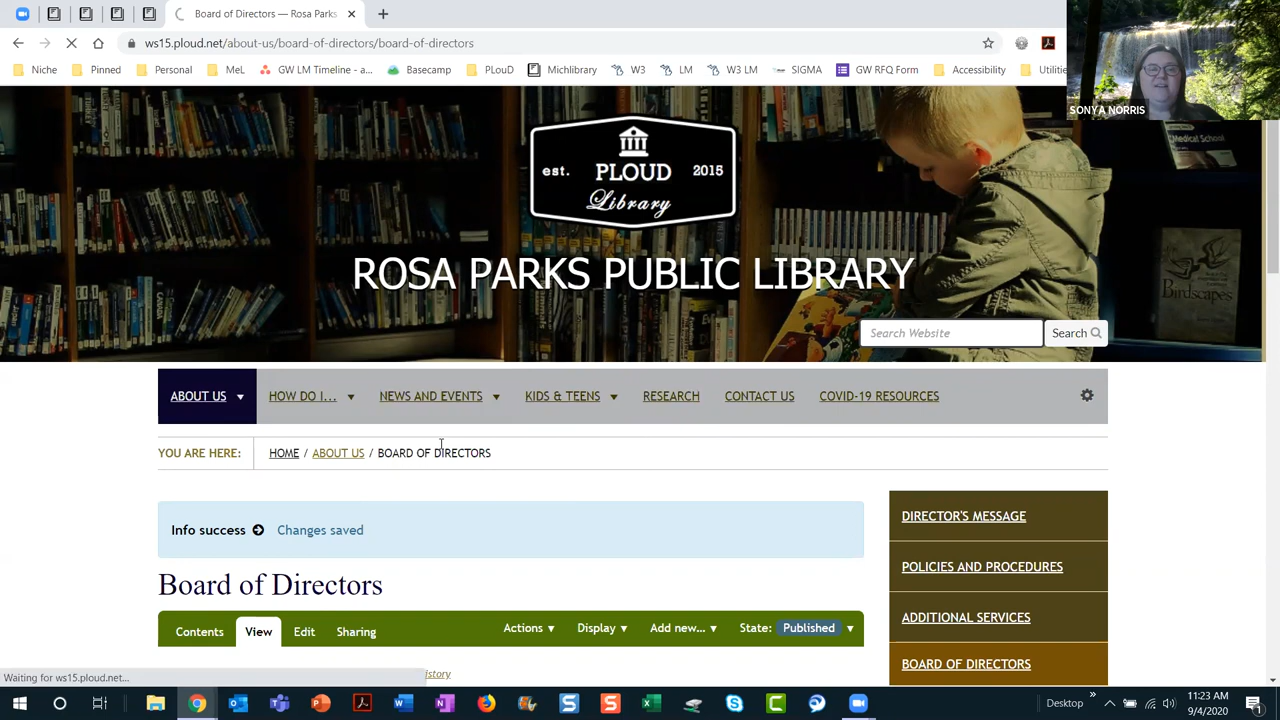 Board of Directors — Rosa Parks
ws15.ploud.net/about-us/board-of-directors/board-of-directors
Niche
Pinned
Personal
MeL
GW LM Timeline - a...
Basecamp
PLouD
Michlibrary
W3
LM
W3 LM
SIGMA
GW RFQ Form
Accessibility
Utilitie
SONYA NORRIS
est. PLOUD 2015
Library
Medical School
Birdscapes
ROSA PARKS PUBLIC LIBRARY
Search Website
Search
ABOUT US
HOW DO I...
NEWS AND EVENTS
KIDS & TEENS
RESEARCH
CONTACT US
COVID-19 RESOURCES
YOU ARE HERE:
HOME / ABOUT US / BOARD OF DIRECTORS
Info success Changes saved
Board of Directors
Contents
View
Edit
Sharing
Actions
Display
Add new...
State: Published
istory
DIRECTOR'S MESSAGE
POLICIES AND PROCEDURES
ADDITIONAL SERVICES
BOARD OF DIRECTORS
Waiting for ws15.ploud.net...
Desktop
11:23 AM
9/4/2020